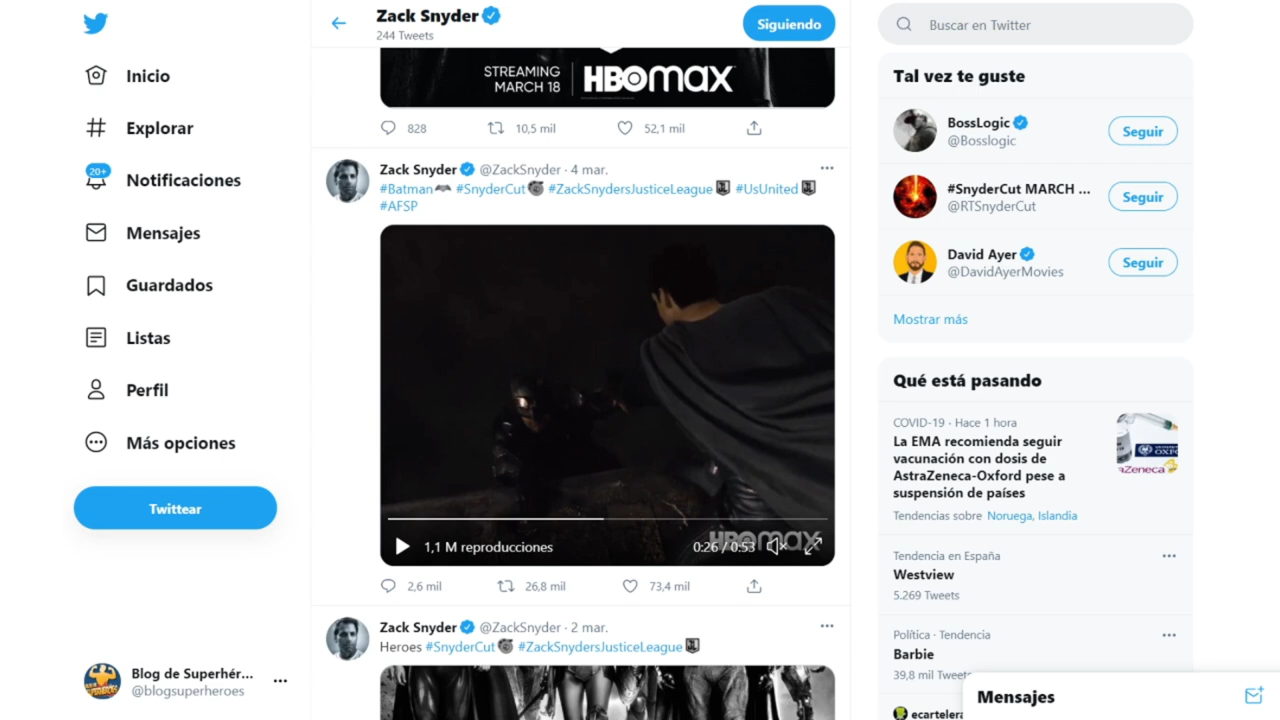 Inicio
Explorar
20+
Notificaciones
Mensajes
Guardados
Listas
Perfil
Más opciones
Twittear
Blog de Superhér...
@blogsuperheroes
Zack Snyder
244 Tweets
Siguiendo
STREAMING
MARCH 18
HBOmax
828
10,5 mil
52,1 mil
Zack Snyder @ZackSnyder · 4 mar.
#Batman #SnyderCut #ZackSnydersJusticeLeague #UsUnited
#AFSP
HBOmax
1,1 M reproducciones
0:26 / 0:53
2,6 mil
26,8 mil
73,4 mil
Zack Snyder @ZackSnyder · 2 mar.
Heroes #SnyderCut #ZackSnydersJusticeLeague
Buscar en Twitter
Tal vez te guste
BossLogic
@Bosslogic
Seguir
#SnyderCut MARCH ...
@RTSnyderCut
Seguir
David Ayer
@DavidAyerMovies
Seguir
Mostrar más
Qué está pasando
COVID-19 · Hace 1 hora
La EMA recomienda seguir
vacunación con dosis de
AstraZeneca-Oxford pese a
suspensión de países
aZeneca
Tendencias sobre Noruega, Islandia
Tendencia en España
Westview
5.269 Tweets
Política · Tendencia
Barbie
39,8 mil Tweets
ecartelera
Mensajes